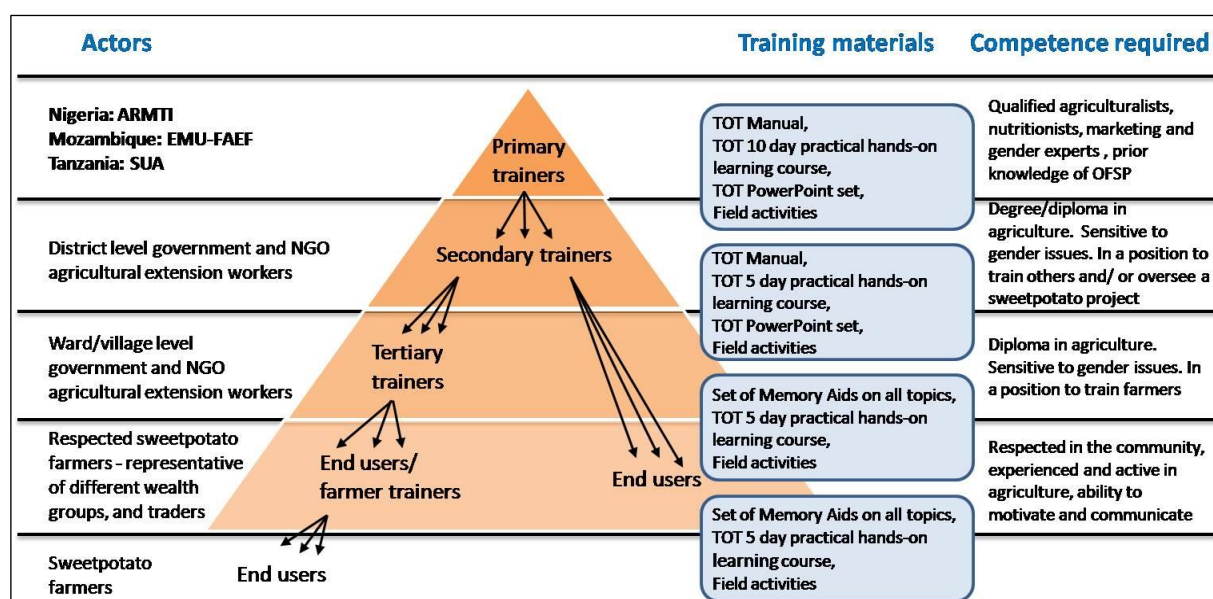 Actors
Training materials
Competence required
Nigeria: ARMTI
Mozambique: EMU-FAEF
Tanzania: SUA
Primary
trainers
TOT Manual,
TOT 10 day practical hands-on
learning course,
TOT PowerPoint set,
Field activities
Qualified agriculturalists,
nutritionists, marketing and
gender experts , prior
knowledge of OFSP
District level government and NGO
agricultural extension workers
Secondary trainers
TOT Manual,
TOT 5 day practical hands-on
learning course,
TOT PowerPoint set,
Field activities
Degree/diploma in
agriculture. Sensitive to
gender issues. In a position to
train others and/ or oversee a
sweetpotato project
Ward/village level
government and NGO
agricultural extension workers
Tertiary
trainers
Set of Memory Aids on all topics,
TOT 5 day practical hands-on
learning course,
Field activities
Diploma in agriculture.
Sensitive to gender issues. In
a position to train farmers
Respected sweetpotato
farmers - representative
of different wealth
groups, and traders
End users/
farmer trainers
End users
Set of Memory Aids on all topics,
TOT 5 day practical hands-on
learning course,
Field activities
Respected in the community,
experienced and active in
agriculture, ability to
motivate and communicate
Sweetpotato
farmers
End users